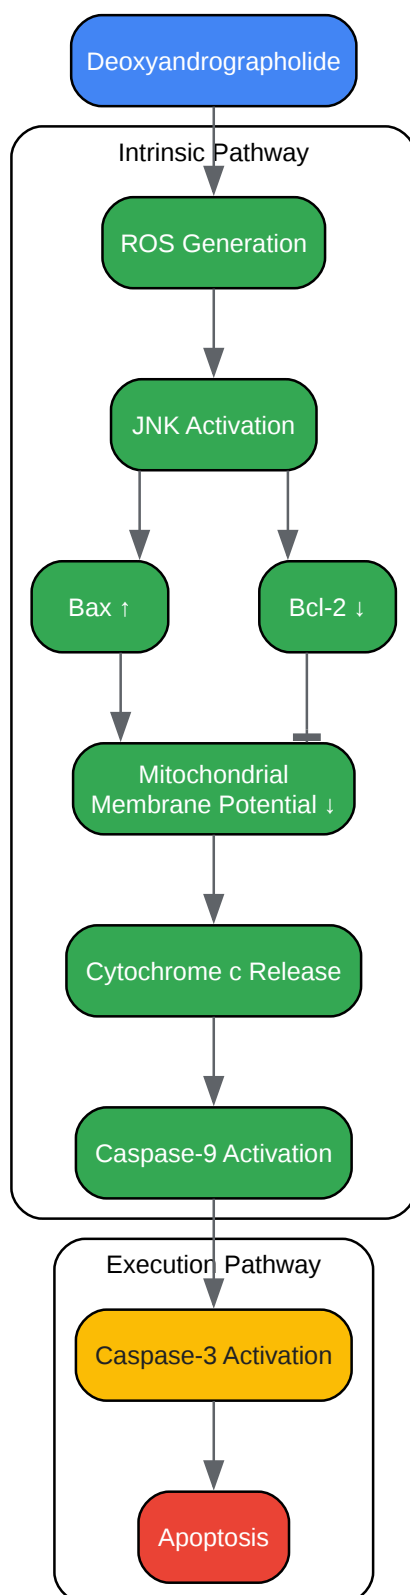 Deoxyandrographolide
Intrinsic Pathway
ROS Generation
JNK Activation
Bax ↑
Bcl-2 ↓
Mitochondrial
Membrane Potential ↓
Cytochrome c Release
Caspase-9 Activation
Execution Pathway
Caspase-3 Activation
Apoptosis